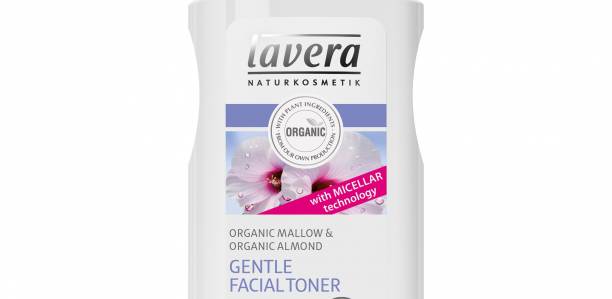 lavera
NATURKOSMETIK
WITH PLANT INGREDIENTS
ORGANIC
FROM OUR OWN PRODUCTION
with MICELLAR
technology
ORGANIC MALLOW &
ORGANIC ALMOND
GENTLE
FACIAL TONER